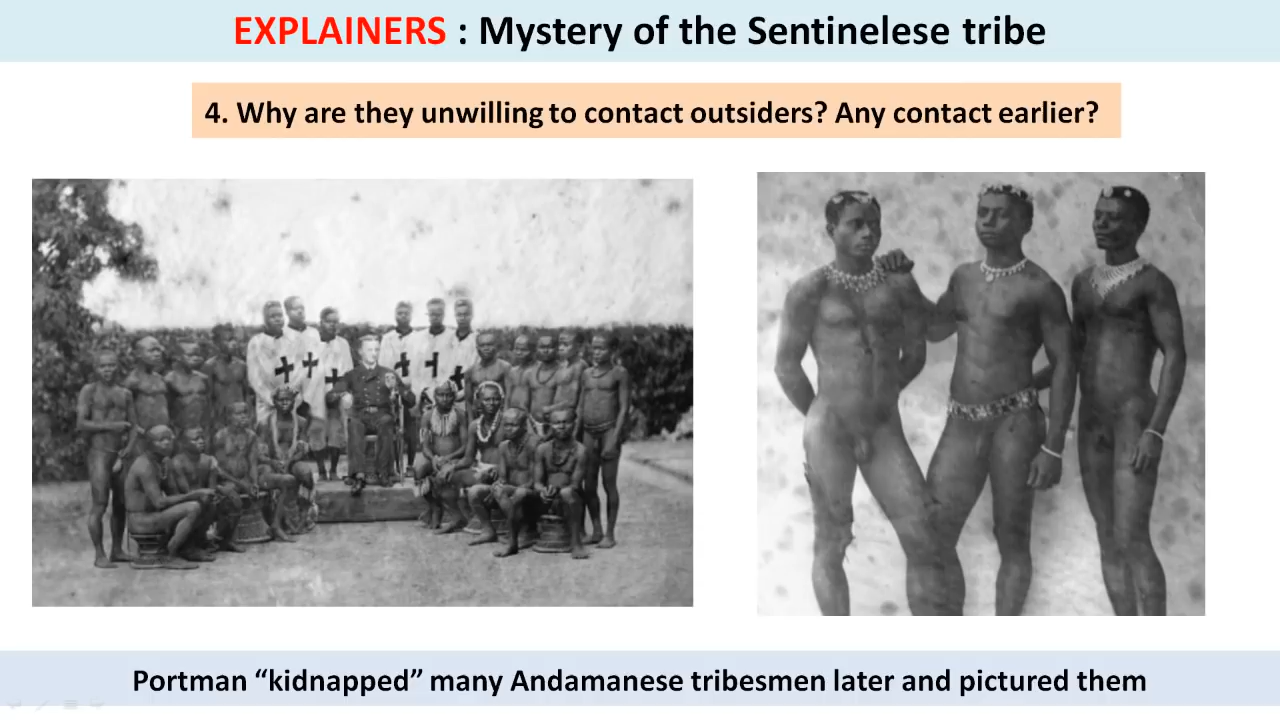 EXPLAINERS : Mystery of the Sentinelese tribe
4. Why are they unwilling to contact outsiders? Any contact earlier?
Portman “kidnapped” many Andamanese tribesmen later and pictured them